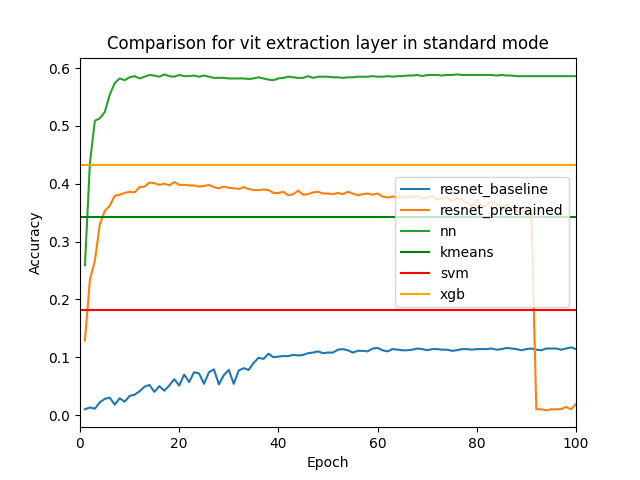 Comparison for vit extraction layer in standard mode
0.6
0.5
0.4
0.3
0.2
0.1
0.0
Accuracy
resnet_baseline
resnet_pretrained
nn
kmeans
svm
xgb
0 20 40 60 80 100
Epoch